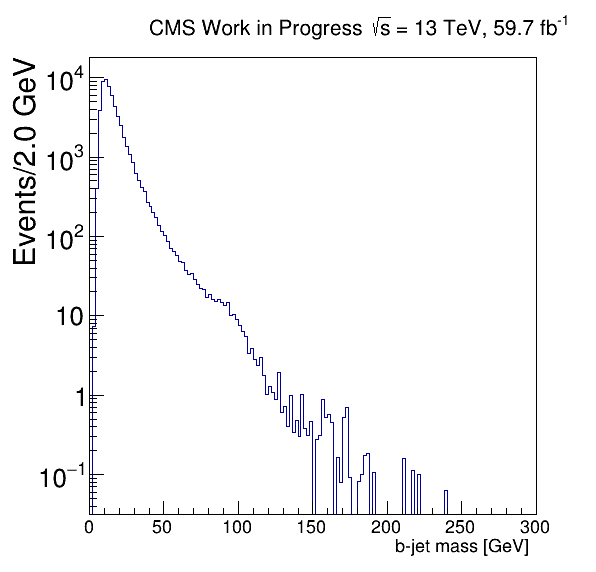 CMS Work in Progress √s = 13 TeV, 59.7 fb⁻¹
Events/2.0 GeV
10⁴
10³
10²
10
1
10⁻¹
0 50 100 150 200 250 300
b-jet mass [GeV]